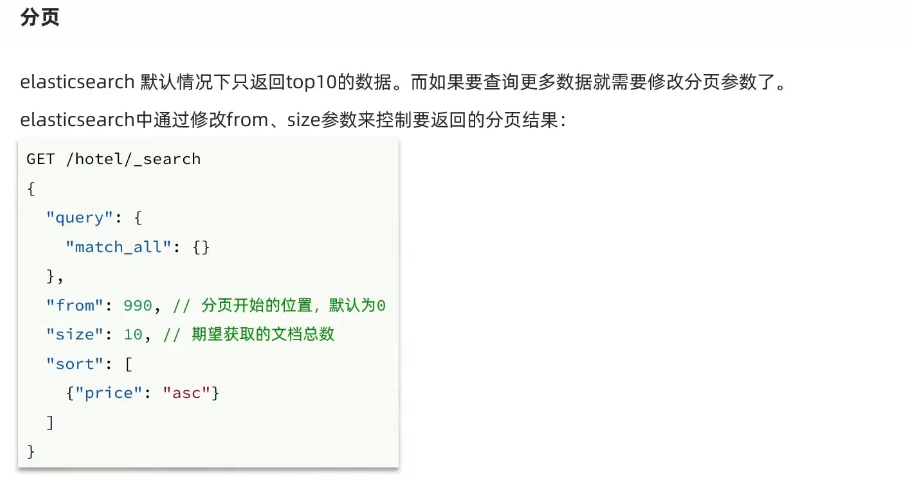 分页
elasticsearch 默认情况下只返回top10的数据。而如果要查询更多数据就需要修改分页参数了。
elasticsearch中通过修改from、size参数来控制要返回的分页结果：
GET /hotel/_search
{
  "query": {
    "match_all": {}
  },
  "from": 990, // 分页开始的位置，默认为0
  "size": 10, // 期望获取的文档总数
  "sort": [
    {"price": "asc"}
  ]
}